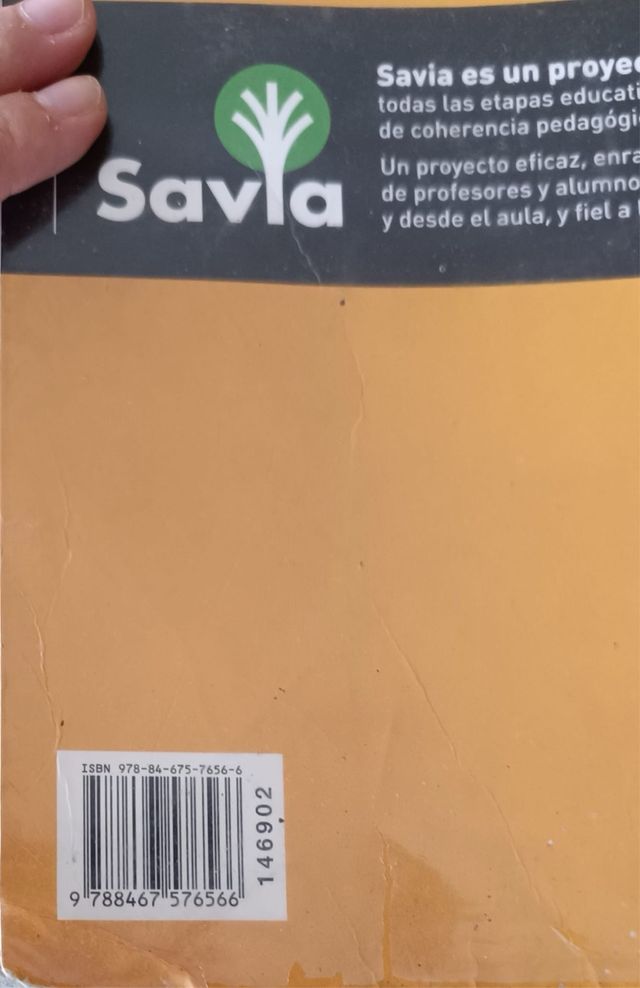 Savia
Savia es un proyec
todas las etapas educati
de coherencia pedagógi
Un proyecto eficaz, enra
de profesores y alumno
y desde el aula, y fiel a
ISBN 978-84-675-7656-6
9 788467 576566
146902